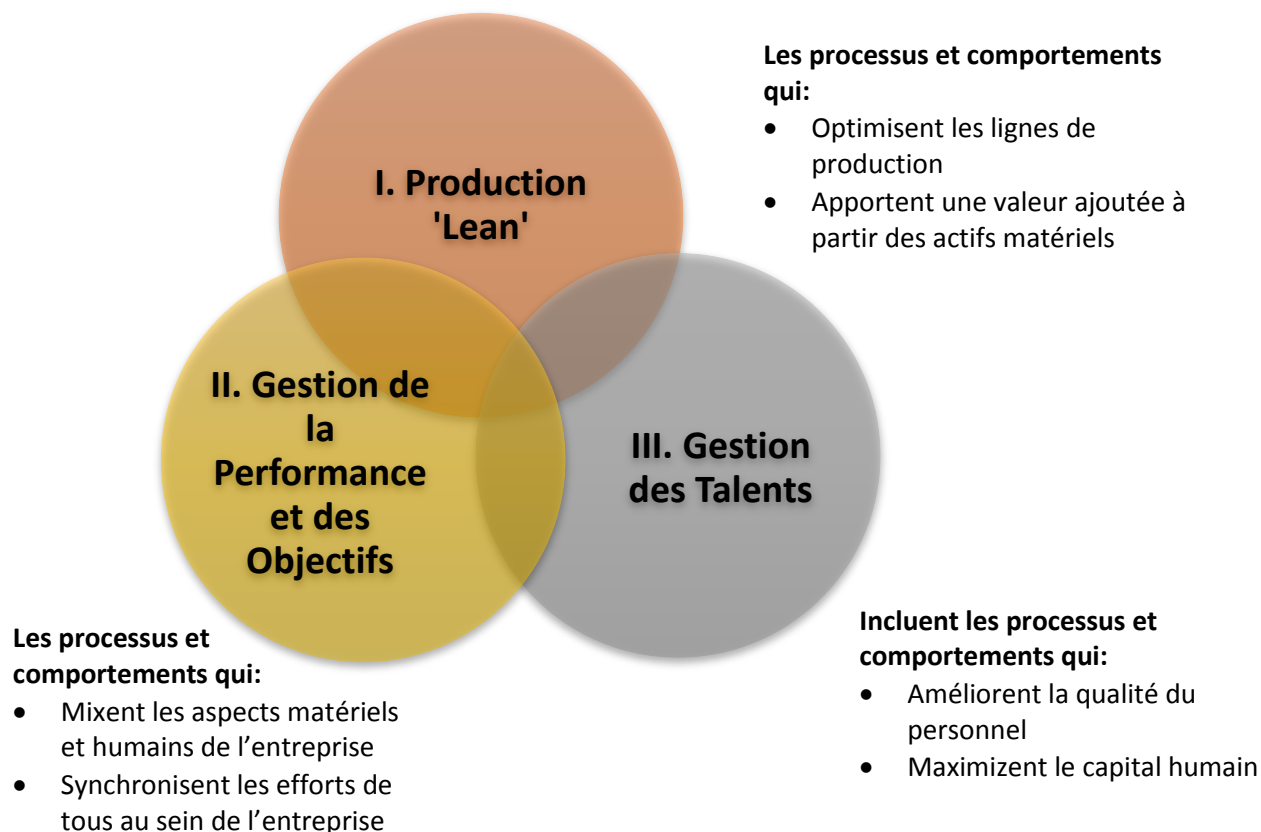 I. Production
'Lean'
Les processus et comportements
qui:
• Optimisent les lignes de
production
• Apportent une valeur ajoutée à
partir des actifs matériels
II. Gestion de
la
Performance
et des
Objectifs
III. Gestion
des Talents
Les processus et
comportements qui:
• Mixent les aspects matériels
et humains de l’entreprise
• Synchronisent les efforts de
tous au sein de l’entreprise
Incluent les processus et
comportements qui:
• Améliorent la qualité du
personnel
• Maximizent le capital humain